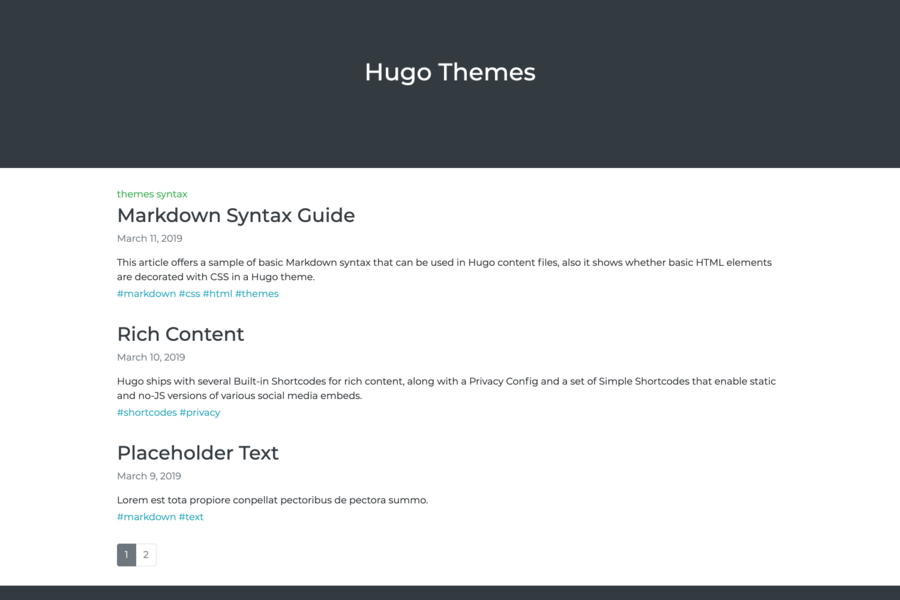 Hugo Themes
themes syntax
Markdown Syntax Guide
March 11, 2019
This article offers a sample of basic Markdown syntax that can be used in Hugo content files, also it shows whether basic HTML elements
are decorated with CSS in a Hugo theme.
#markdown #css #html #themes
Rich Content
March 10, 2019
Hugo ships with several Built-in Shortcodes for rich content, along with a Privacy Config and a set of Simple Shortcodes that enable static
and no-JS versions of various social media embeds.
#shortcodes #privacy
Placeholder Text
March 9, 2019
Lorem est tota propiore conpellat pectoribus de pectora summo.
#markdown #text
1 2